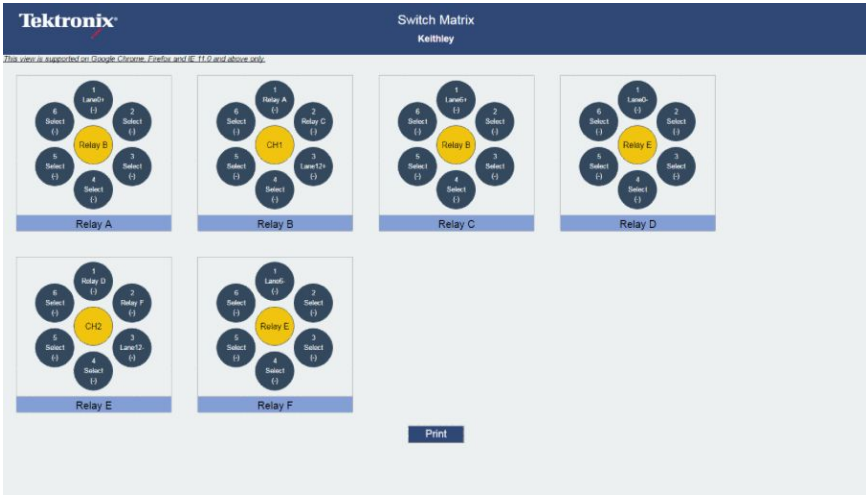 Tektronix
Switch Matrix
Keithley
This view is supported on Google Chrome, Firefox and IE 11.0 and above only.
1
Lane0+
(-)
2
Select
(-)
3
Select
(-)
4
Select
(-)
5
Select
(-)
6
Select
(-)
Relay B
Relay A
1
Relay A
(-)
2
Relay C
(-)
3
Lane12+
(-)
4
Select
(-)
5
Select
(-)
6
Select
(-)
CH1
Relay B
1
Lane6+
(-)
2
Select
(-)
3
Select
(-)
4
Select
(-)
5
Select
(-)
6
Select
(-)
Relay B
Relay C
1
Lane0-
(-)
2
Select
(-)
3
Select
(-)
4
Select
(-)
5
Select
(-)
6
Select
(-)
Relay E
Relay D
1
Relay D
(-)
2
Relay F
(-)
3
Lane12-
(-)
4
Select
(-)
5
Select
(-)
6
Select
(-)
CH2
Relay E
1
Lane6-
(-)
2
Select
(-)
3
Select
(-)
4
Select
(-)
5
Select
(-)
6
Select
(-)
Relay E
Relay F
Print